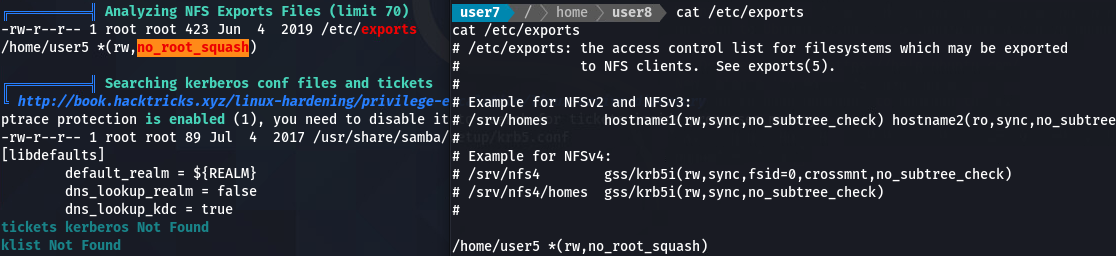 Analyzing NFS Exports Files (limit 70)
-rw-r--r-- 1 root root 423 Jun  4  2019 /etc/exports
/home/user5 *(rw,no_root_squash)
Searching kerberos conf files and tickets
http://book.hacktricks.xyz/linux-hardening/privilege-e
ptrace protection is enabled (1), you need to disable it
-rw-r--r-- 1 root root 89 Jul  4  2017 /usr/share/samba/
[libdefaults]
        default_realm = ${REALM}
        dns_lookup_realm = false
        dns_lookup_kdc = true
tickets kerberos Not Found
klist Not Found
user7 / home user8 cat /etc/exports
cat /etc/exports
# /etc/exports: the access control list for filesystems which may be exported
#               to NFS clients.  See exports(5).
#
# Example for NFSv2 and NFSv3:
# /srv/homes       hostname1(rw,sync,no_subtree_check) hostname2(ro,sync,no_subtree
#
# Example for NFSv4:
# /srv/nfs4        gss/krb5i(rw,sync,fsid=0,crossmnt,no_subtree_check)
# /srv/nfs4/homes  gss/krb5i(rw,sync,no_subtree_check)
#
/home/user5 *(rw,no_root_squash)